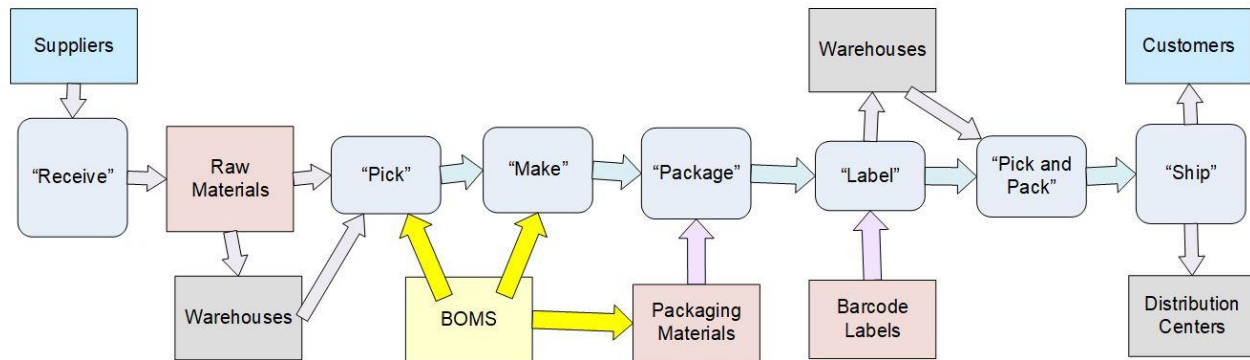 Suppliers
Warehouses
Customers
“Receive”
Raw
Materials
“Pick”
“Make”
“Package”
“Label”
“Pick and
Pack”
“Ship”
Warehouses
BOMS
Packaging
Materials
Barcode
Labels
Distribution
Centers